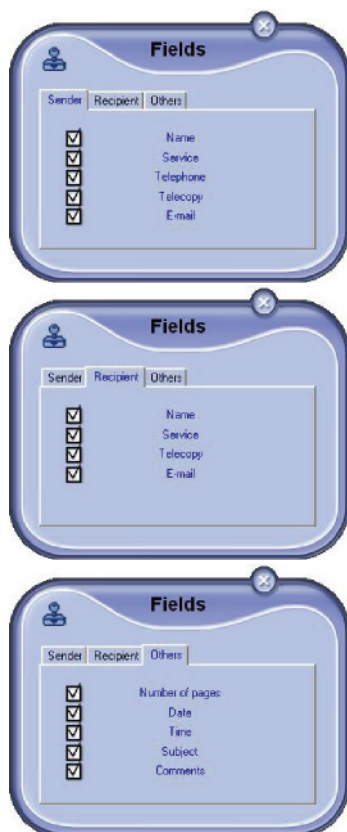 Fields
Sender Recipient Others
Name
Service
Telephone
Telecopy
E-mail
Fields
Sender Recipient Others
Name
Service
Telecopy
E-mail
Fields
Sender Recipient Others
Number of pages
Date
Time
Subject
Comments